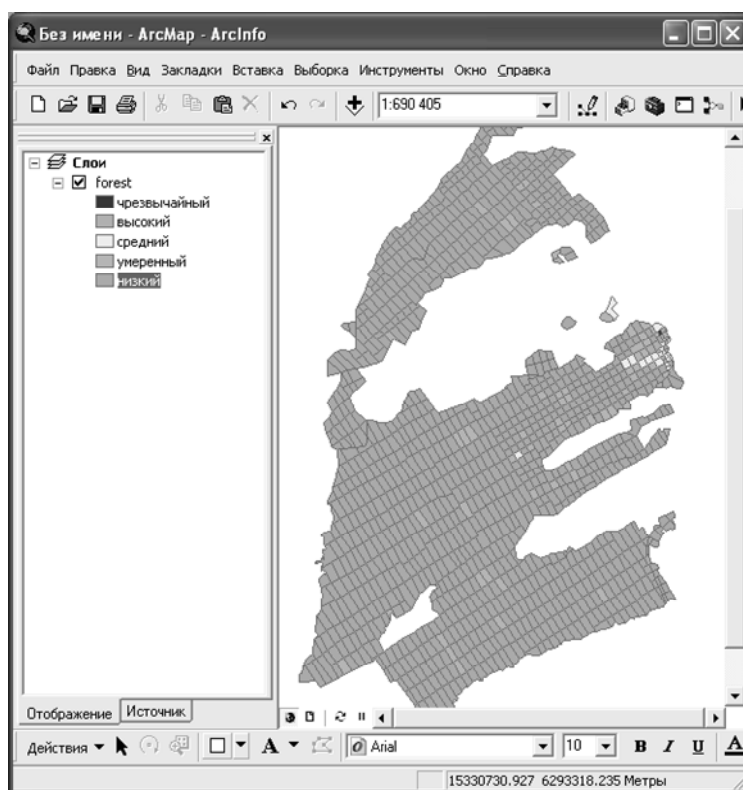 Без имени - ArcMap - ArcInfo
Файл Правка Вид Закладки Вставка Выборка Инструменты Окно Справка
1:690 405
Слои
forest
чрезвычайный
высокий
средний
умеренный
низкий
Отображение Источник
Действия A Arial 10 B I U A
15330730.927 6293318.235 Метры